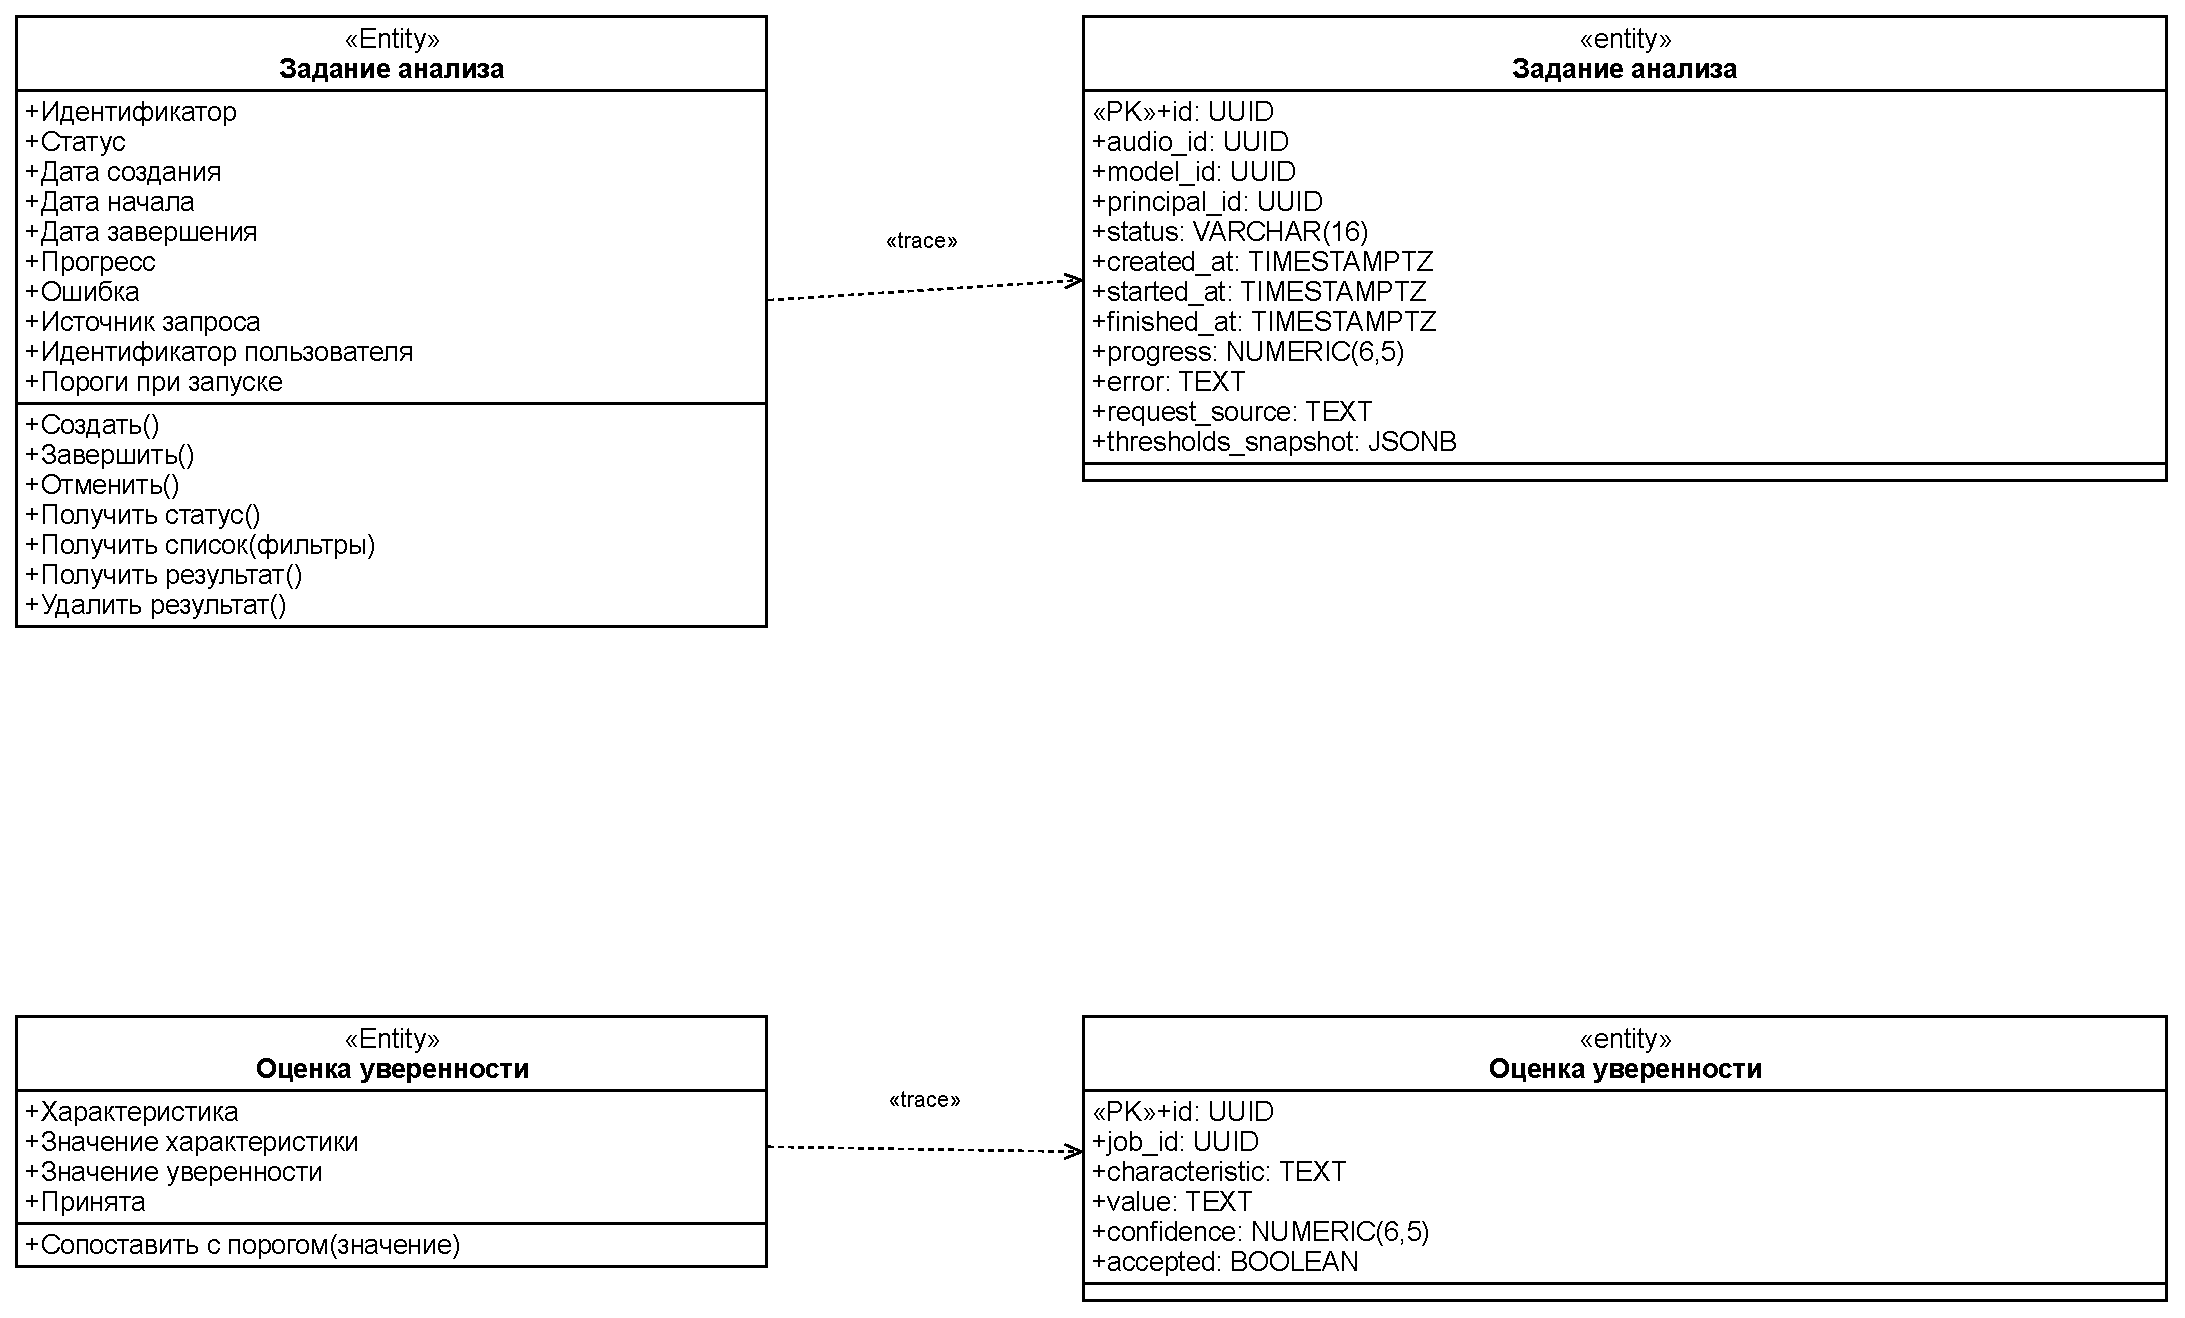 «Entity»
Задание анализа
+Идентификатор
+Статус
+Дата создания
+Дата начала
+Дата завершения
+Прогресс
+Ошибка
+Источник запроса
+Идентификатор пользователя
+Пороги при запуске
+Создать()
+Завершить()
+Отменить()
+Получить статус()
+Получить список(фильтры)
+Получить результат()
+Удалить результат()
«trace»
«entity»
Задание анализа
«PK»+id: UUID
+audio_id: UUID
+model_id: UUID
+principal_id: UUID
+status: VARCHAR(16)
+created_at: TIMESTAMPTZ
+started_at: TIMESTAMPTZ
+finished_at: TIMESTAMPTZ
+progress: NUMERIC(6,5)
+error: TEXT
+request_source: TEXT
+thresholds_snapshot: JSONB
«Entity»
Оценка уверенности
+Характеристика
+Значение характеристики
+Значение уверенности
+Принята
+Сопоставить с порогом(значение)
«trace»
«entity»
Оценка уверенности
«PK»+id: UUID
+job_id: UUID
+characteristic: TEXT
+value: TEXT
+confidence: NUMERIC(6,5)
+accepted: BOOLEAN